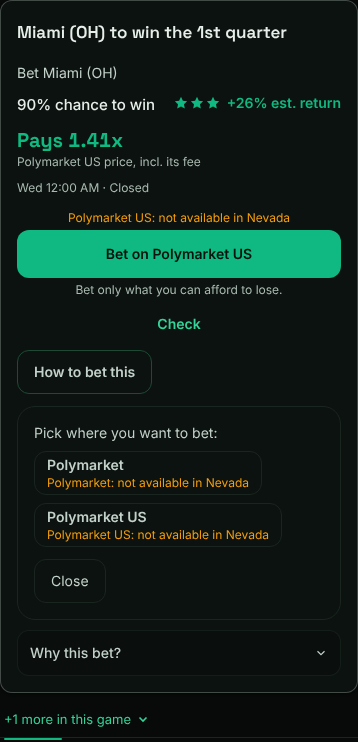 Miami (OH) to win the 1st quarter
Bet Miami (OH)
90% chance to win ★★★ +26% est. return
Pays 1.41x
Polymarket US price, incl. its fee
Wed 12:00 AM · Closed
Polymarket US: not available in Nevada
Bet on Polymarket US
Bet only what you can afford to lose.
Check
How to bet this
Pick where you want to bet:
Polymarket
Polymarket: not available in Nevada
Polymarket US
Polymarket US: not available in Nevada
Close
Why this bet?
+1 more in this game